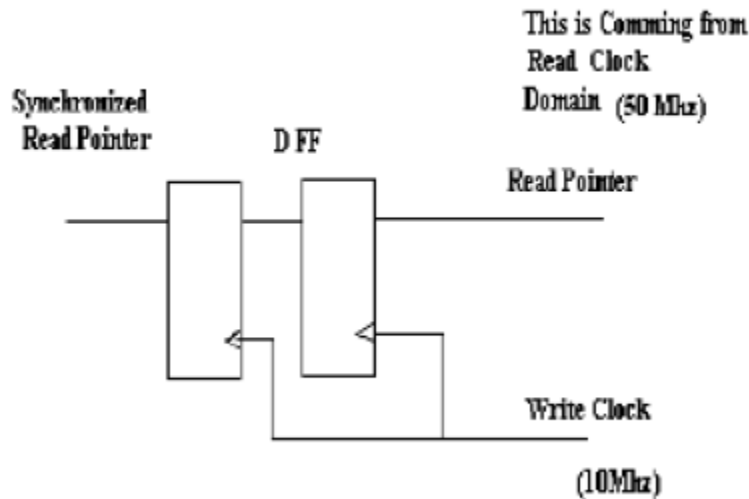 This is Comming from
Read Clock
Domain (50 Mhz)
Synchronized
Read Pointer
D FF
Read Pointer
Write Clock
(10Mhz)